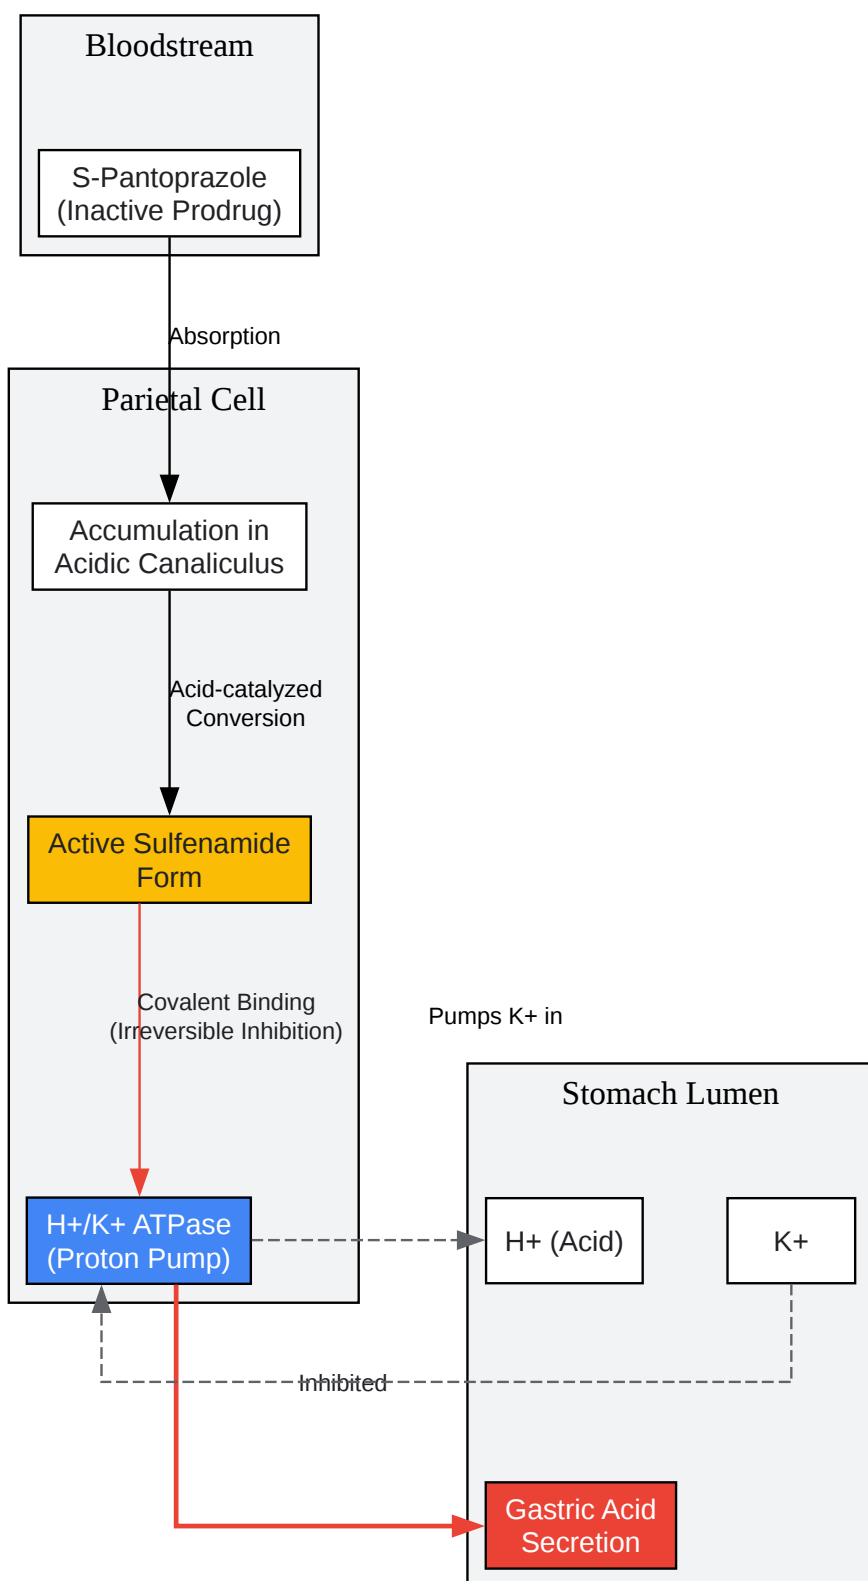 Bloodstream
S-Pantoprazole
(Inactive Prodrug)
Absorption
Parietal Cell
Accumulation in
Acidic Canaliculus
Acid-catalyzed
Conversion
Active Sulfenamide
Form
Covalent Binding
(Irreversible Inhibition)
Pumps K+ in
Stomach Lumen
H+/K+ ATPase
(Proton Pump)
H+ (Acid)
K+
Inhibited
Gastric Acid
Secretion